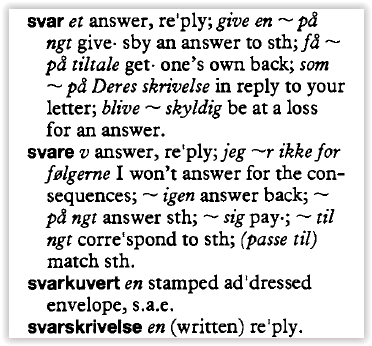 svar et answer, re'ply; give en ~ på
ngt give· sby an answer to sth; få ~
på tiltale get· one's own back; som
~ på Deres skrivelse in reply to your
letter; blive ~ skyldig be at a loss
for an answer.
svare v answer, re'ply; jeg ~r ikke for
følgerne I won't answer for the con-
sequences; ~ igen answer back; ~
på ngt answer sth; ~ sig pay·; ~ til
ngt corre'spond to sth; (passe til)
match sth.
svarkuvert en stamped ad'dressed
envelope, s.a.e.
svarskrivelse en (written) re'ply.